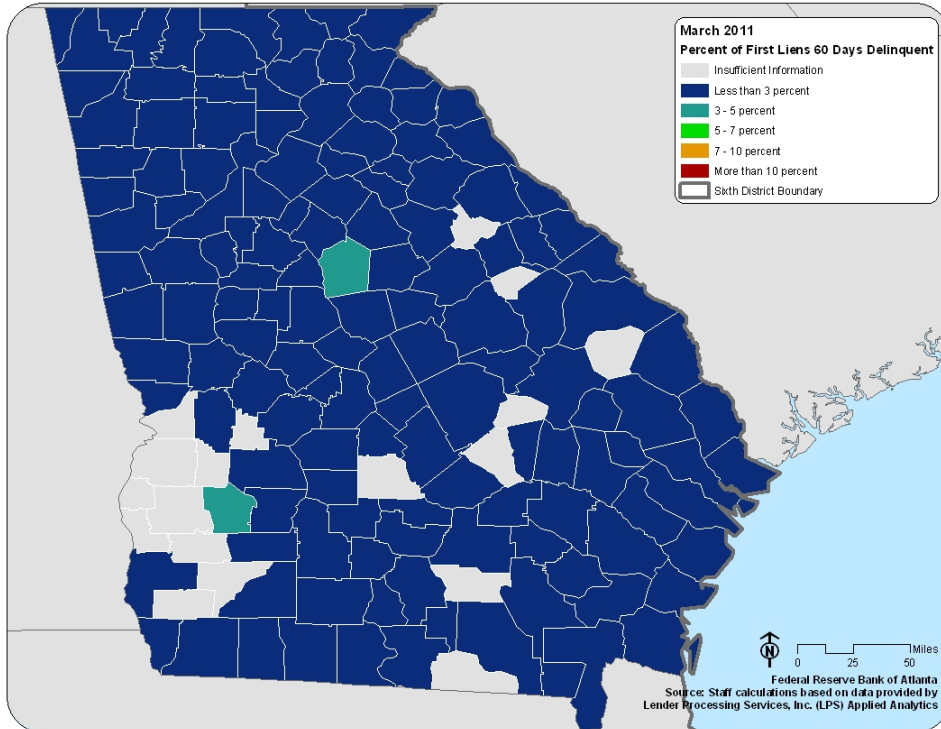 March 2011
Percent of First Liens 60 Days Delinquent
Insufficient Information
Less than 3 percent
3 - 5 percent
5 - 7 percent
7 - 10 percent
More than 10 percent
Sixth District Boundary
N
Miles
0 25 50
Federal Reserve Bank of Atlanta
Source: Staff calculations based on data provided by
Lender Processing Services, Inc. (LPS) Applied Analytics